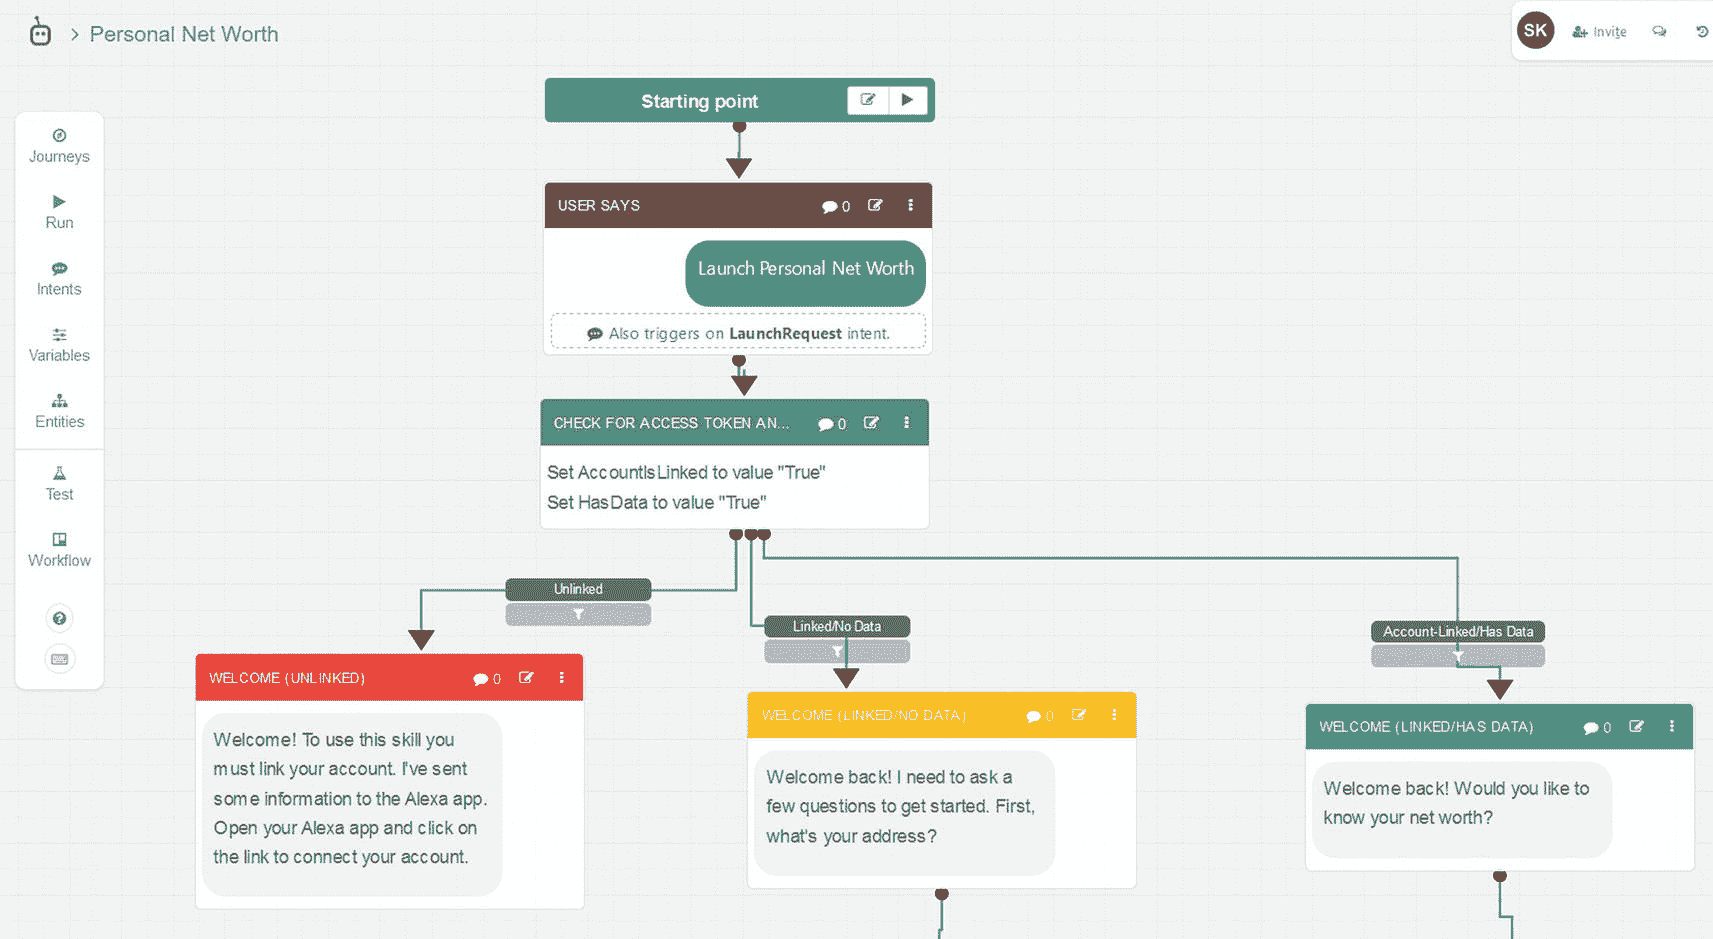 > Personal Net Worth
SK
Invite
Starting point
Journeys
Run
Intents
Variables
Entities
Test
Workflow
USER SAYS
0
Launch Personal Net Worth
Also triggers on LaunchRequest intent.
CHECK FOR ACCESS TOKEN AN...
0
Set AccountIsLinked to value "True"
Set HasData to value "True"
Unlinked
Linked/No Data
Account-Linked/Has Data
WELCOME (UNLINKED)
0
Welcome! To use this skill you
must link your account. I've sent
some information to the Alexa app.
Open your Alexa app and click on
the link to connect your account.
WELCOME (LINKED/NO DATA)
0
Welcome back! I need to ask a
few questions to get started. First,
what's your address?
WELCOME (LINKED/HAS DATA)
0
Welcome back! Would you like to
know your net worth?